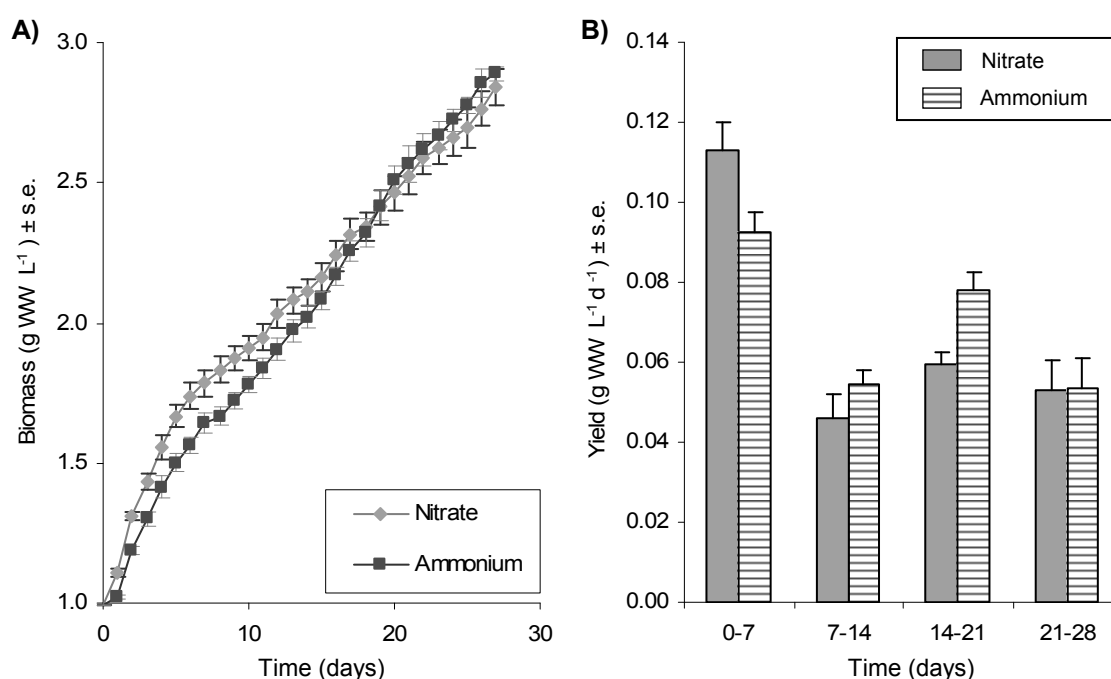 A)
Biomass (g WW L-1 ) ± s.e.
3.0
2.5
2.0
1.5
1.0
0
10
20
30
Time (days)
Nitrate
Ammonium
B)
Yield (g WW L-1 d -1) ± s.e.
0.14
0.12
0.10
0.08
0.06
0.04
0.02
0.00
0-7
7-14
14-21
21-28
Time (days)
Nitrate
Ammonium